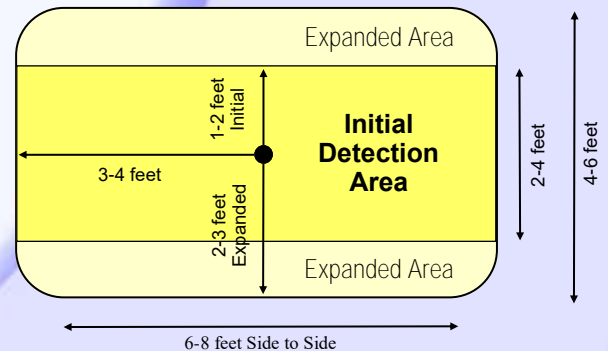 Expanded Area
1-2 feet
Initial
Initial
Detection
Area
3-4 feet
2-3 feet
Expanded
Expanded Area
2-4 feet
4-6 feet
6-8 feet Side to Side